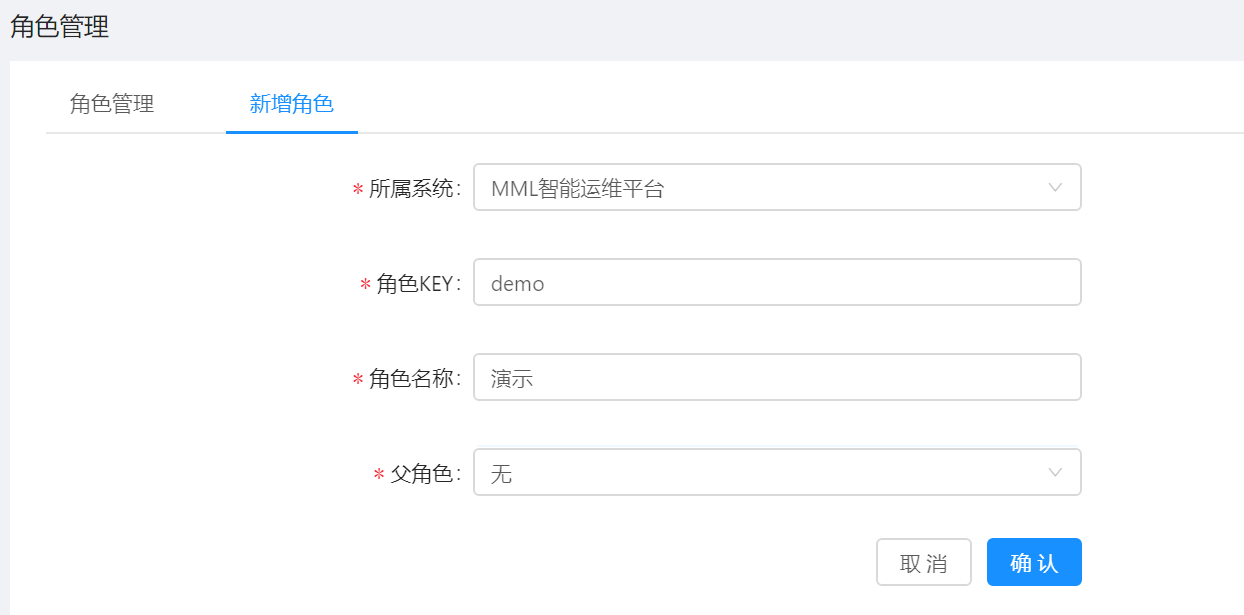 角色管理
角色管理 新增角色
* 所属系统: MML智能运维平台
* 角色KEY: demo
* 角色名称: 演示
* 父角色: 无
取 消 确 认